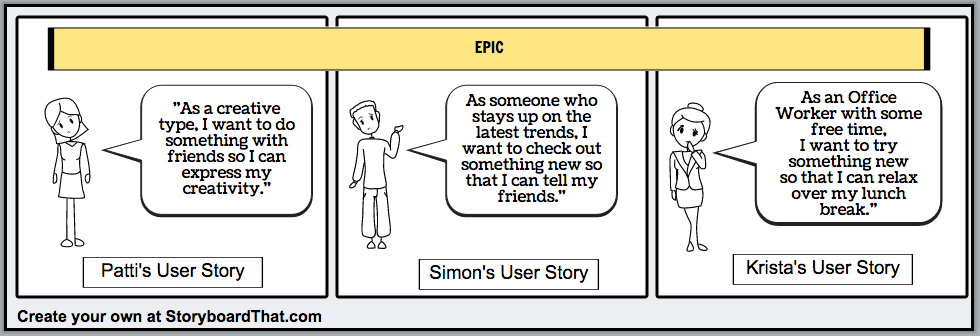 EPIC
"As a creative
type, I want to do
something with
friends so I can
express my
creativity."
Patti's User Story
As someone who
stays up on the
latest trends, I
want to check out
something new so
that I can tell my
friends."
Simon's User Story
As an Office
Worker with some
free time,
I want to try
something new
so that I can relax
over my lunch
break."
Krista's User Story
Create your own at StoryboardThat.com